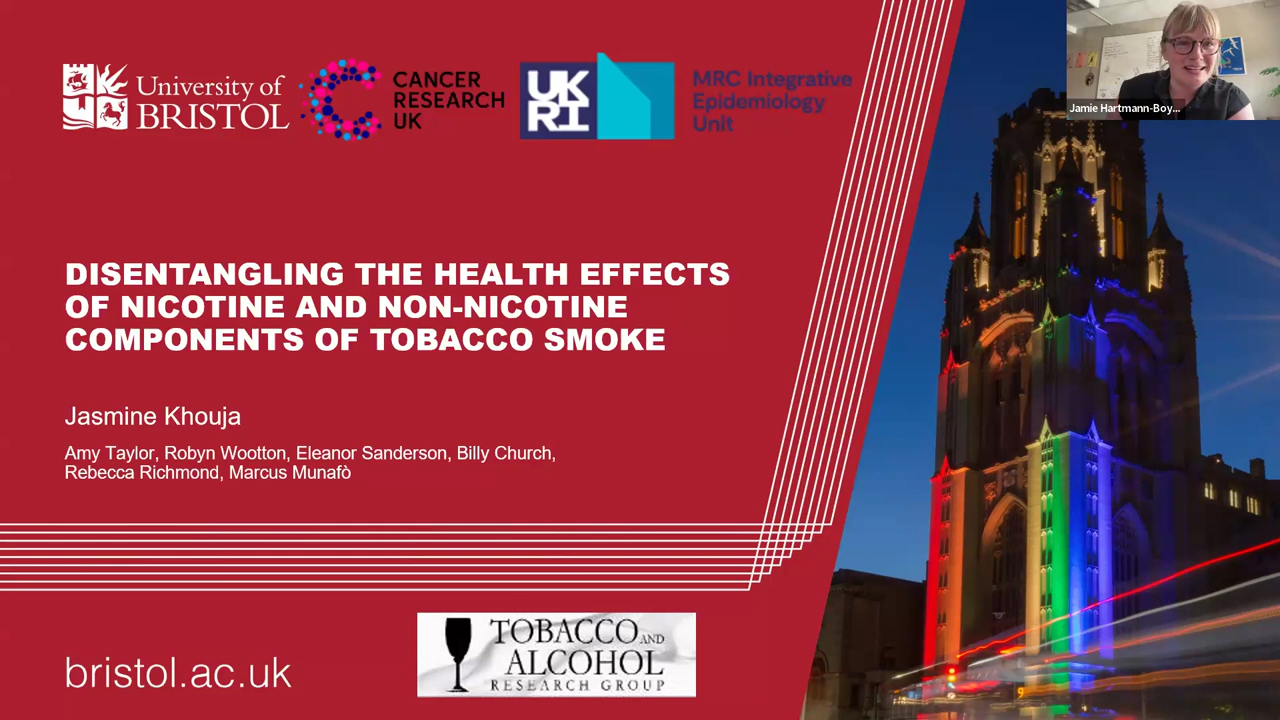 University of
BRISTOL
CANCER
RESEARCH
UK
UK
RI
MRC Integrative
Epidemiology
Unit
Jamie Hartmann-Boy...
DISENTANGLING THE HEALTH EFFECTS
OF NICOTINE AND NON-NICOTINE
COMPONENTS OF TOBACCO SMOKE
Jasmine Khouja
Amy Taylor, Robyn Wootton, Eleanor Sanderson, Billy Church,
Rebecca Richmond, Marcus Munafò
bristol.ac.uk
TOBACCO AND
ALCOHOL
RESEARCH GROUP